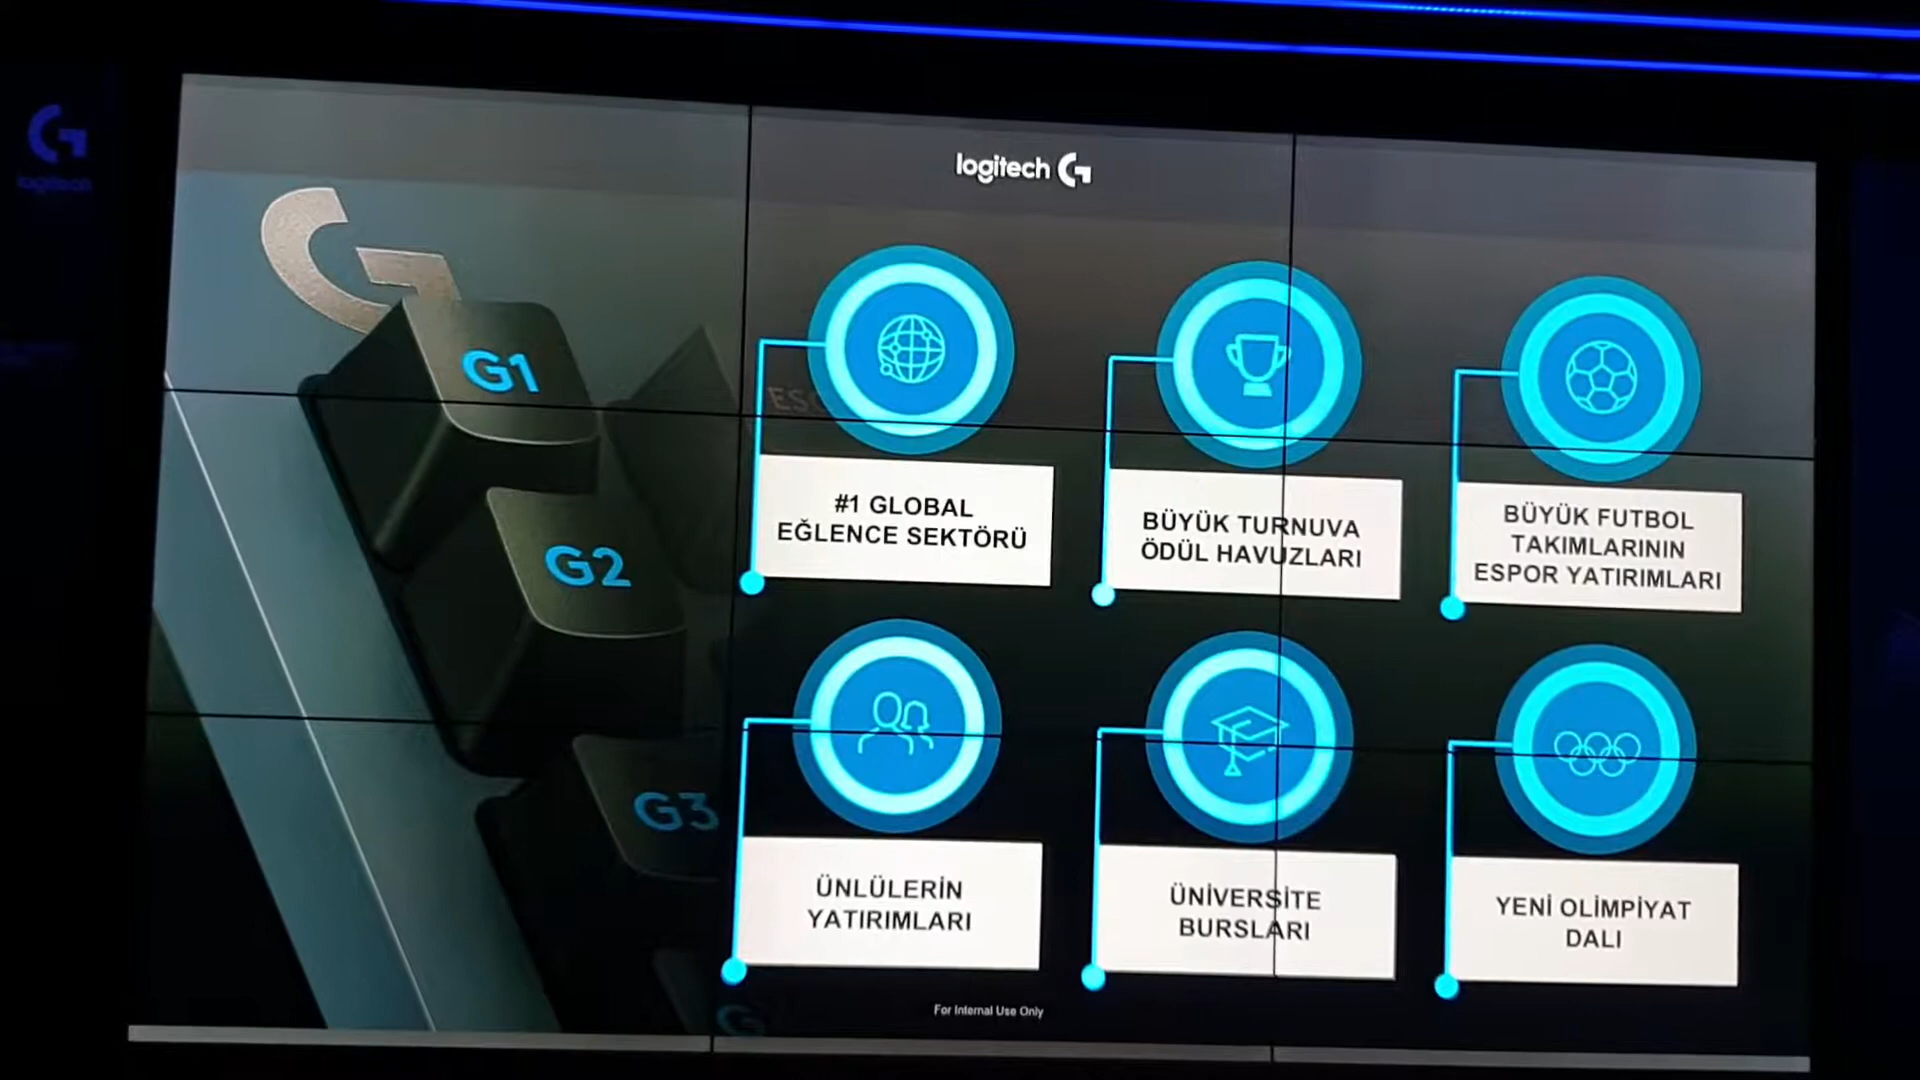 logitech
logitech G
G1
G2
G3
G
#1 GLOBAL
EĞLENCE SEKTÖRÜ
BÜYÜK TURNUVA
ÖDÜL HAVUZLARI
BÜYÜK FUTBOL
TAKIMLARININ
ESPOR YATIRIMLARI
ÜNLÜLERİN
YATIRIMLARI
ÜNİVERSİTE
BURSLARI
YENİ OLİMPİYAT
DALI
For Internal Use Only